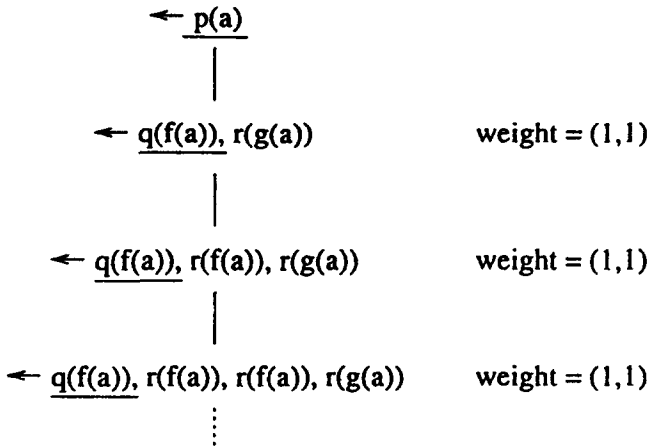 ← p(a)
← q(f(a)), r(g(a)) weight = (1,1)
← q(f(a)), r(f(a)), r(g(a)) weight = (1,1)
← q(f(a)), r(f(a)), r(f(a)), r(g(a)) weight = (1,1)